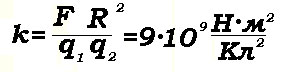 k = F R² / q₁ q₂ = 9·10⁹ Н·м² / Кл²